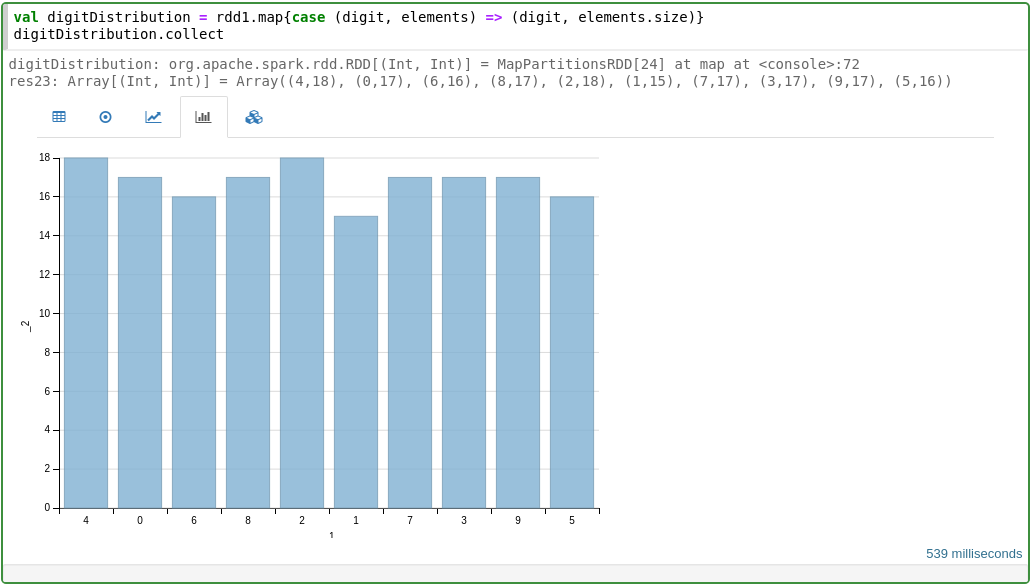 val digitDistribution = rdd1.map{case (digit, elements) => (digit, elements.size)}
digitDistribution.collect
digitDistribution: org.apache.spark.rdd.RDD[(Int, Int)] = MapPartitionsRDD[24] at map at <console>:72
res23: Array[(Int, Int)] = Array((4,18), (0,17), (6,16), (8,17), (2,18), (1,15), (7,17), (3,17), (9,17), (5,16))
18
16
14
12
10
8
6
4
2
0
_2
4 0 6 8 2 1 7 3 9 5
1
539 milliseconds